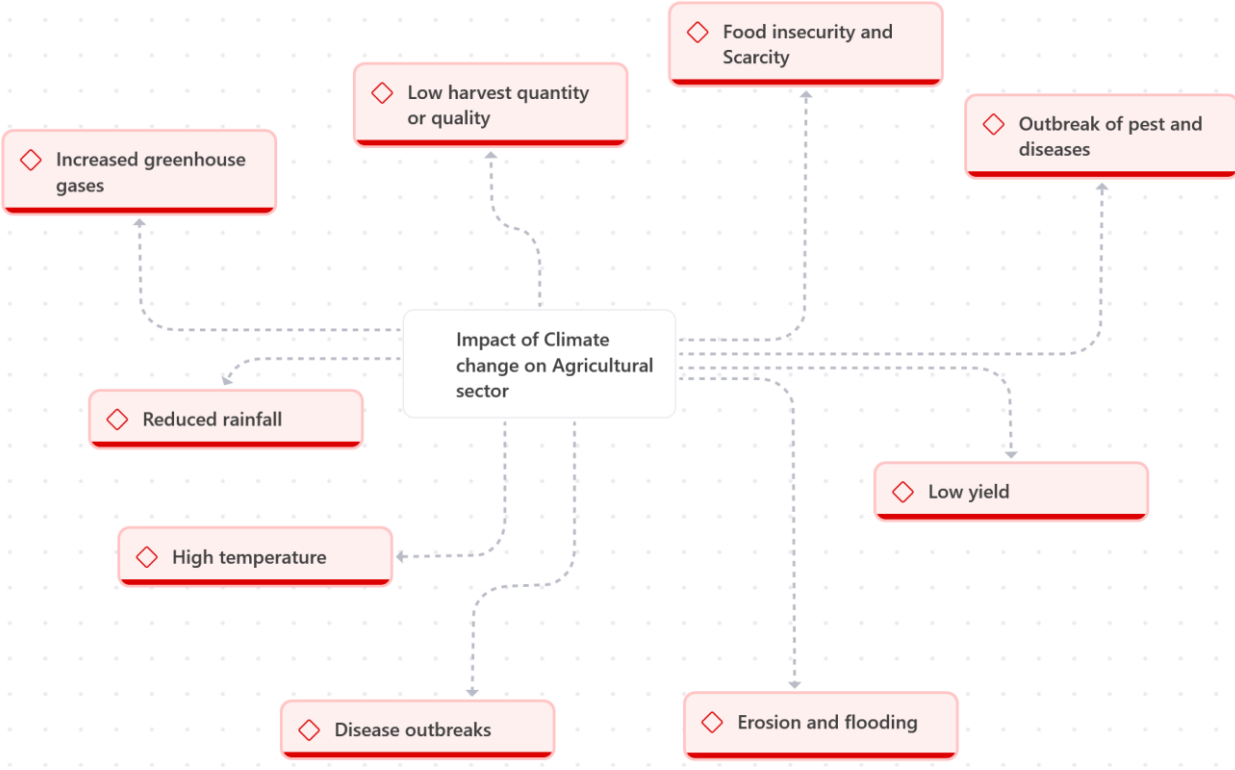 Food insecurity and
Scarcity
Low harvest quantity
or quality
Outbreak of pest and
diseases
Increased greenhouse
gases
Impact of Climate
change on Agricultural
sector
Reduced rainfall
Low yield
High temperature
Disease outbreaks
Erosion and flooding